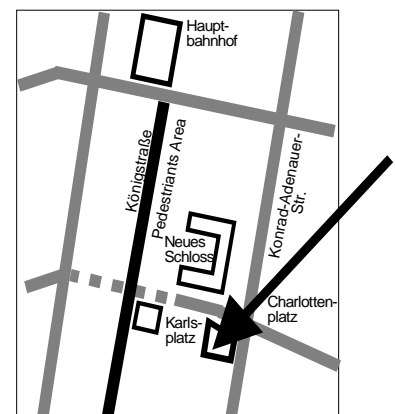 Haupt-
bahnhof
Königstraße
Pedestriants Area
Konrad-Adenauer-
Str.
Neues
Schloss
Charlotten-
platz
Karls-
platz